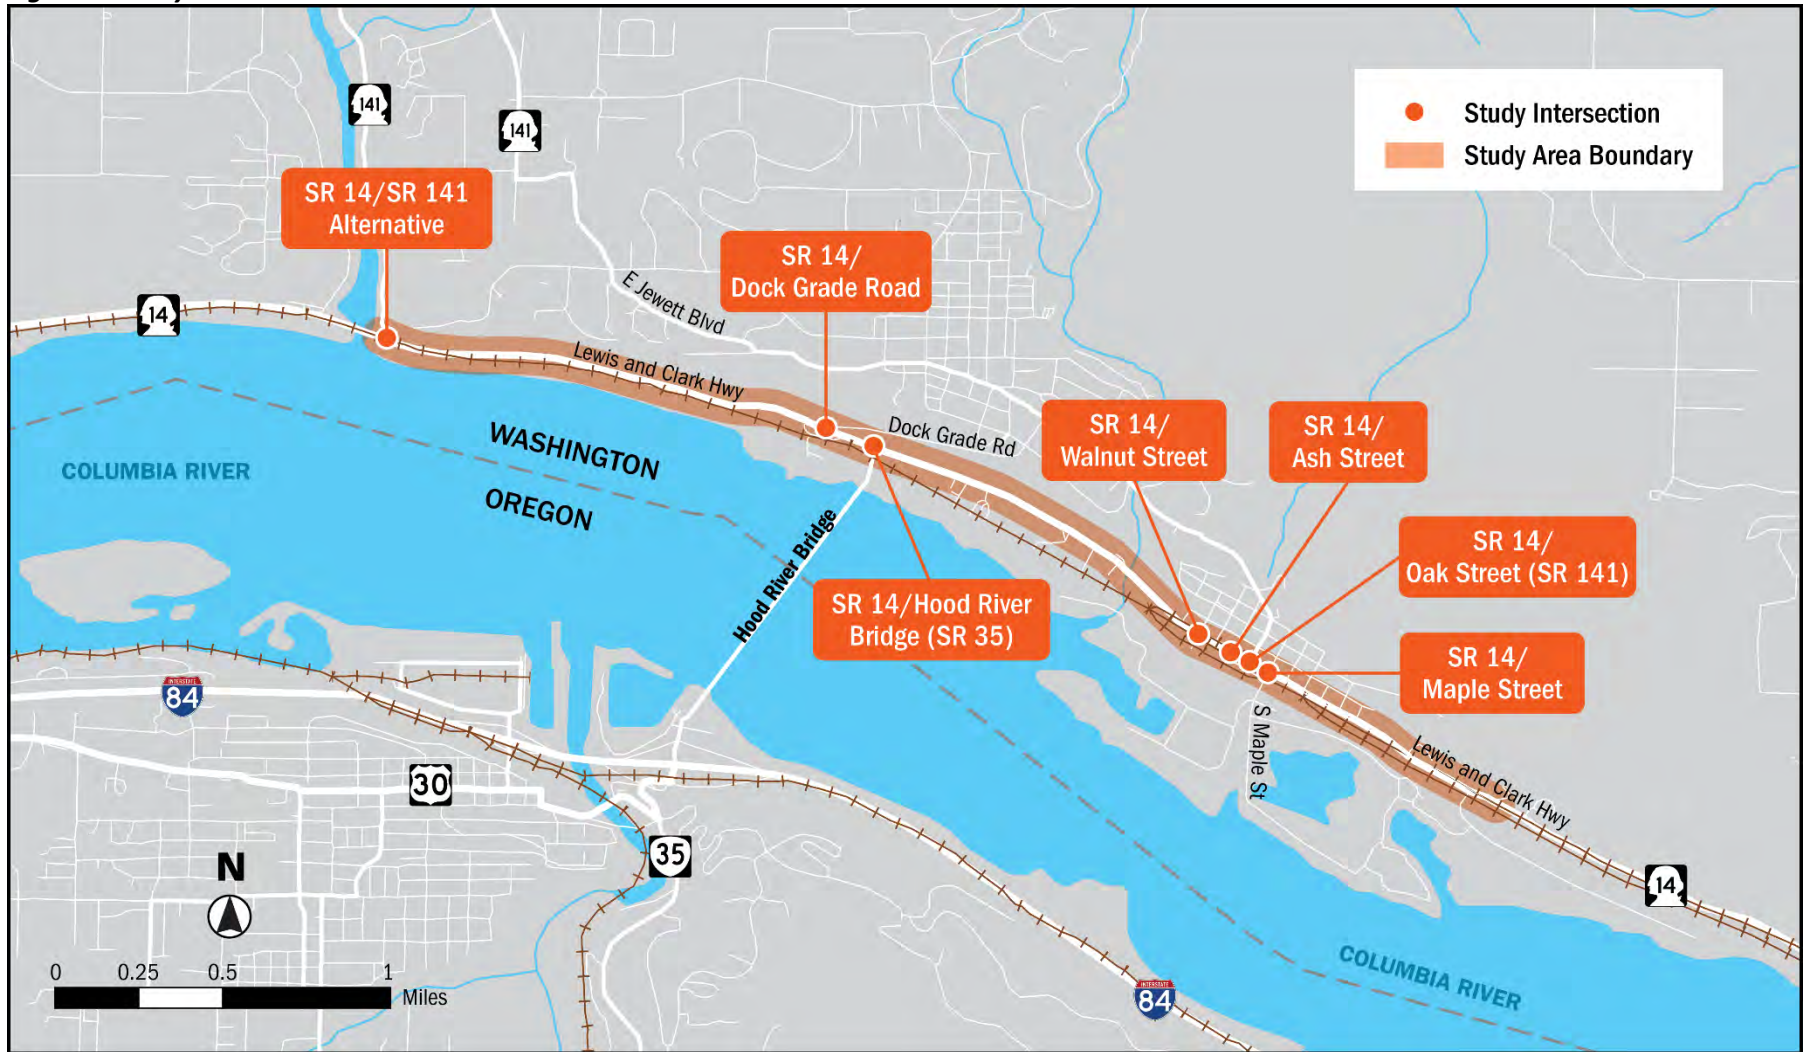 141
141
Study Intersection
Study Area Boundary
SR 14/SR 141
Alternative
SR 14/
Dock Grade Road
14
E Jewett Blvd
Lewis and Clark Hwy
Dock Grade Rd
SR 14/
Walnut Street
SR 14/
Ash Street
WASHINGTON
COLUMBIA RIVER
OREGON
Hood River Bridge
SR 14/Hood River
Bridge (SR 35)
SR 14/
Oak Street (SR 141)
SR 14/
Maple Street
INTERSTATE
84
S Maple St
Lewis and Clark Hwy
30
35
N
14
0 0.25 0.5 1
Miles
COLUMBIA RIVER
INTERSTATE
84